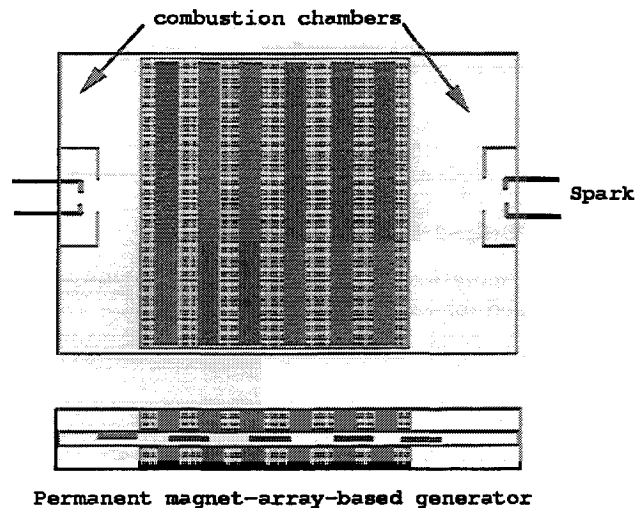 combustion chambers
Spark
Permanent magnet-array-based generator